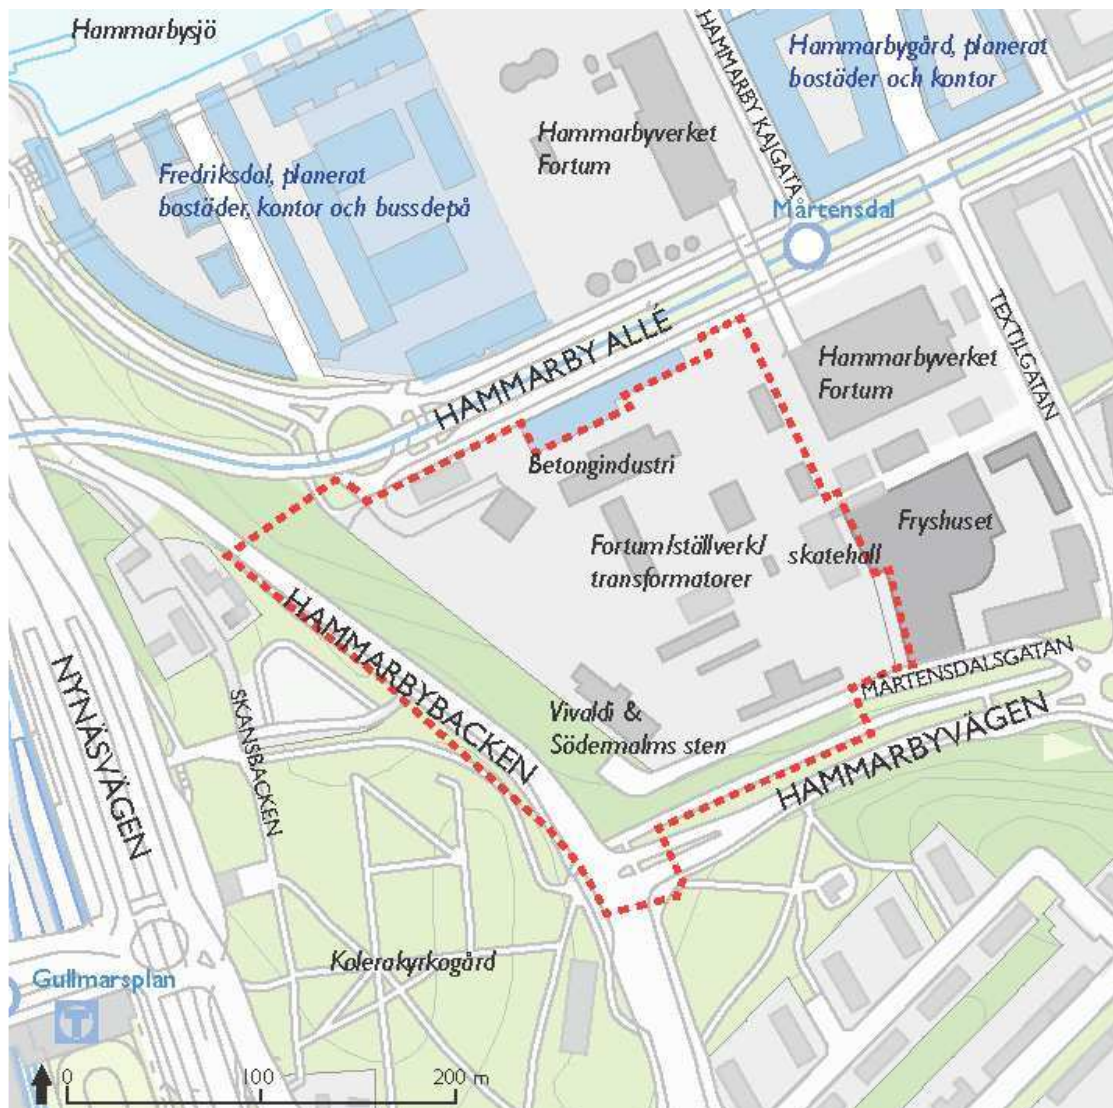 Hammarbysjö
Hammarbygård, planerat
bostäder och kontor
HAMMARBY KAJGATA
Hammarbyverket
Fortum
Fredriksdal, planerat
bostäder, kontor och bussdepå
Mårtensdal
HAMMARBY ALLÉ
TEXTILGATAN
Hammarbyverket
Fortum
Betongindustri
Fryshuset
Fortum/ställverk/
transformatorer
skatehall
HAMMARBYBACKEN
MÅRTENSDALSGATAN
NYNÄSVÄGEN
SKANSBACKEN
Vivaldi &
Södermalms sten
HAMMARBYVÄGEN
Kolerakyrkogård
Gullmarsplan
T
0 100 200 m